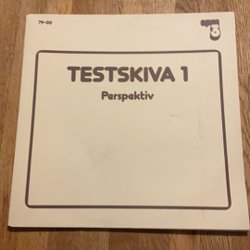 79-00
opus
3
TESTSKIVA 1
Perspektiv